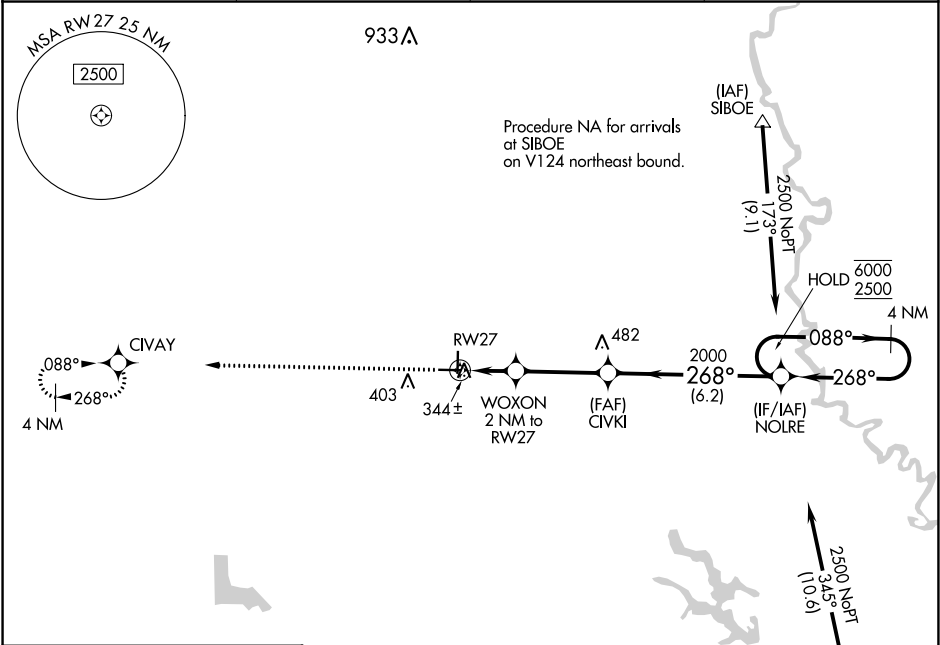 MSA RW27 25 NM
2500
933
(IAF)
SIBOE
Procedure NA for arrivals
at SIBOE
on V124 northeast bound.
2500 NoPT
173°
(9.1)
HOLD
6000
2500
4 NM
088°
268°
(IF/IAF)
NOLRE
2000
268°
(6.2)
482
(FAF)
CIVKI
WOXON
2 NM to
RW27
RW27
344±
403
CIVAY
088°
268°
4 NM
2500 NoPT
345°
(10.6)